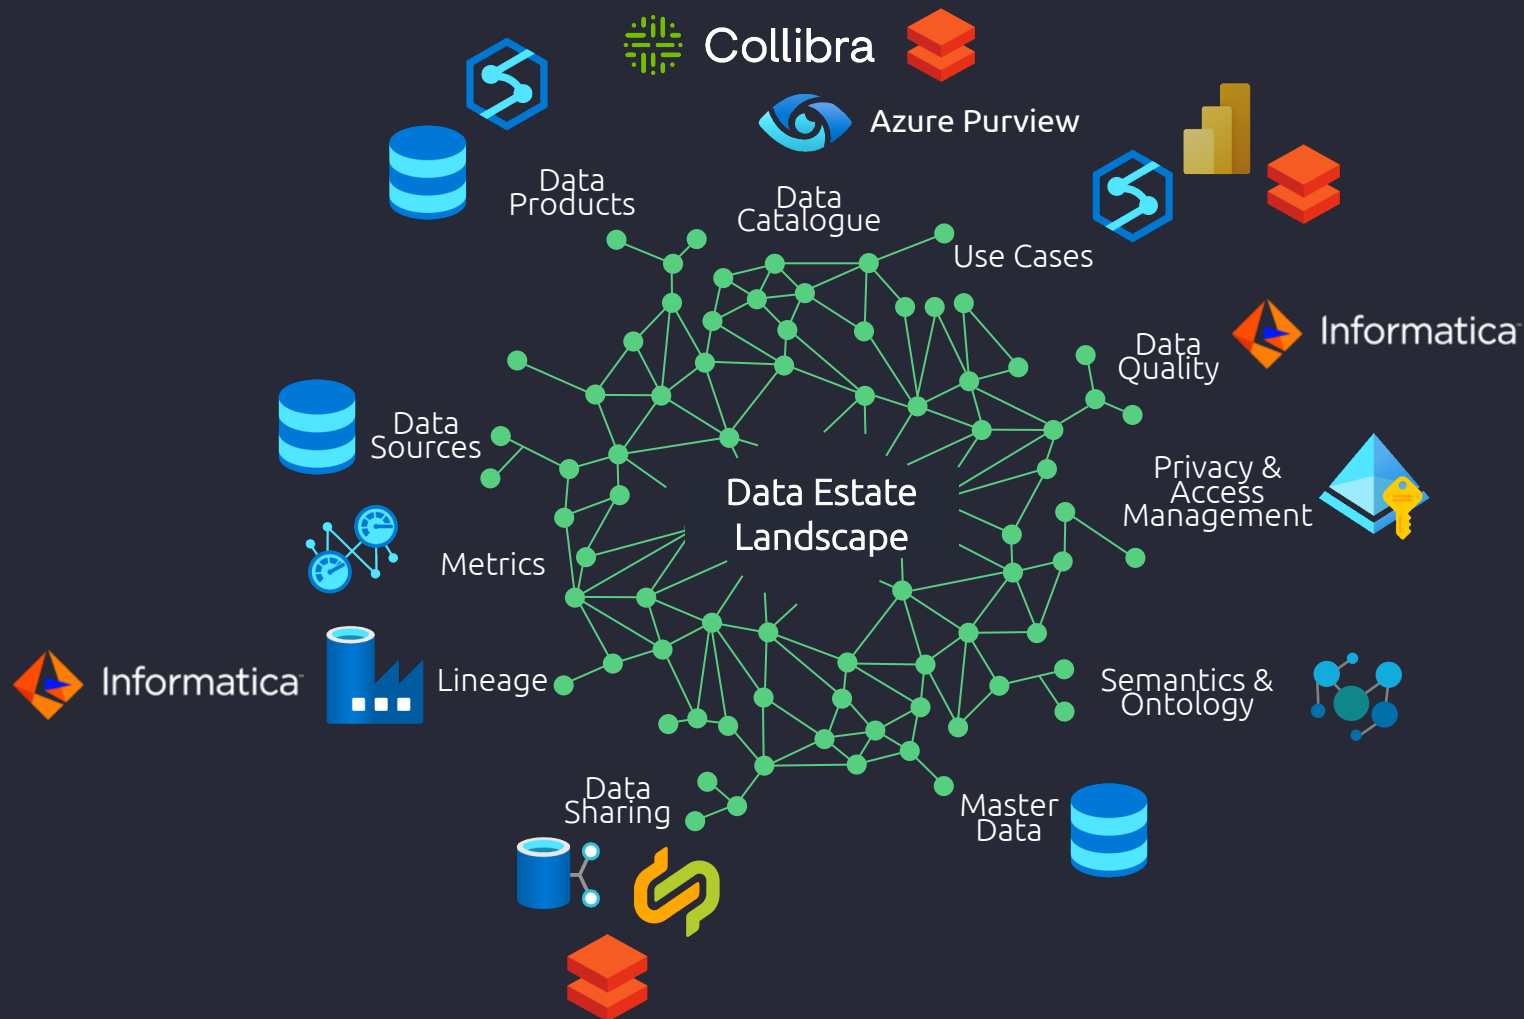 Collibra
Azure Purview
Data
Products
Data
Catalogue
Use Cases
Informatica
Data
Quality
Data
Sources
Privacy &
Access
Management
Data Estate
Landscape
Metrics
Informatica
Lineage
Semantics &
Ontology
Data
Sharing
Master
Data